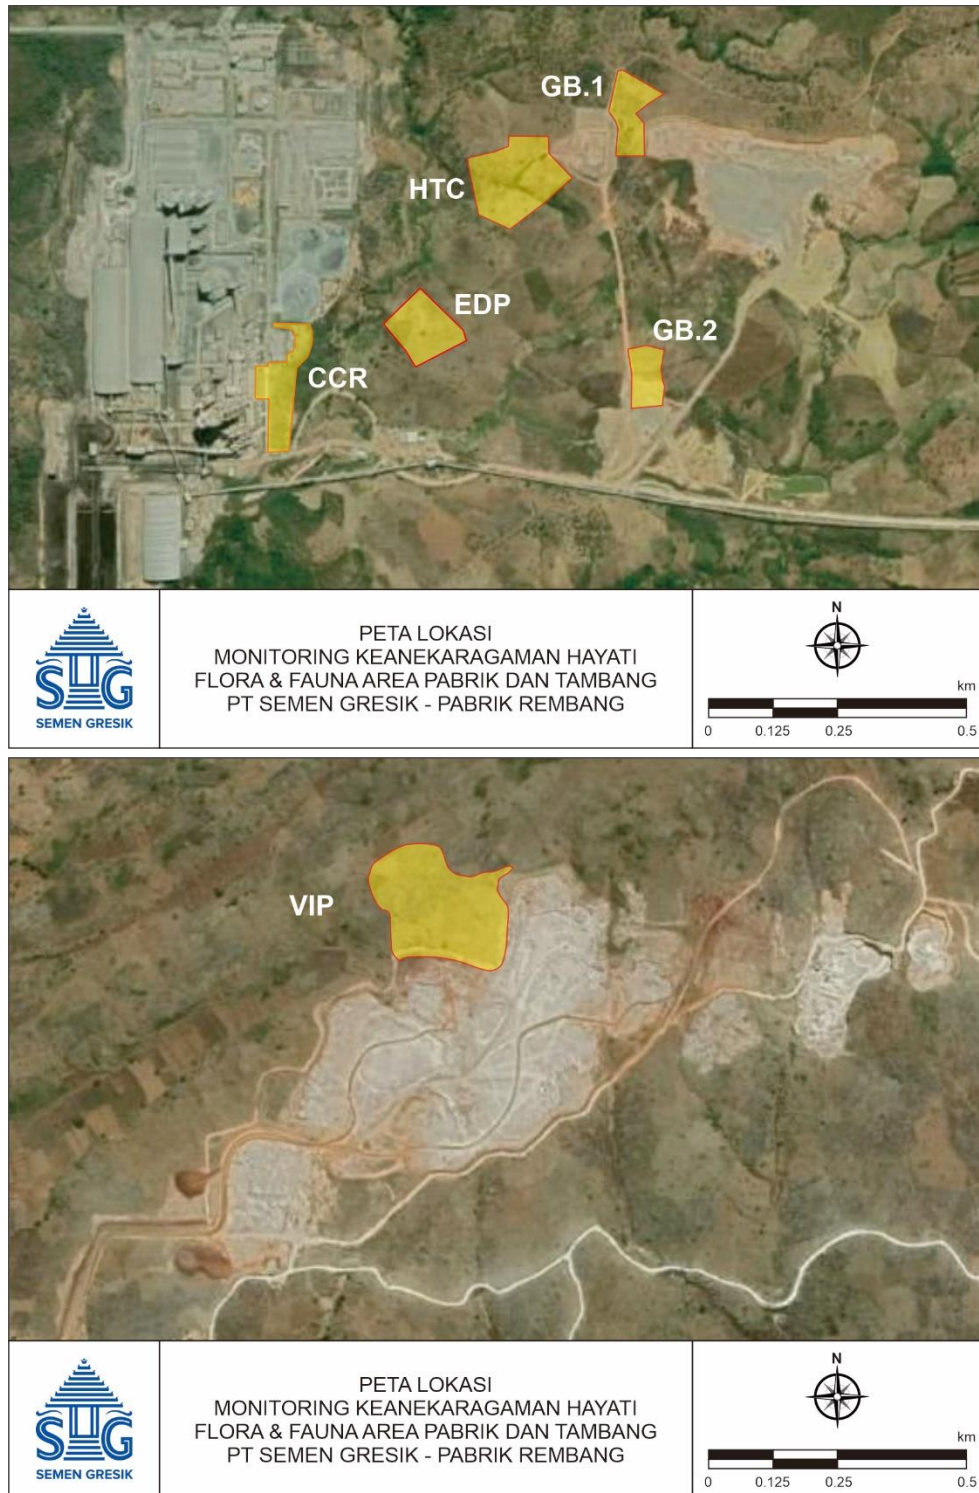 GB.1
HTC
EDP
GB.2
CCR
SG
SEMEN GRESIK
PETA LOKASI
MONITORING KEANEKARAGAMAN HAYATI
FLORA & FAUNA AREA PABRIK DAN TAMBANG
PT SEMEN GRESIK - PABRIK REMBANG
N
km
0 0.125 0.25 0.5
VIP
SG
SEMEN GRESIK
PETA LOKASI
MONITORING KEANEKARAGAMAN HAYATI
FLORA & FAUNA AREA PABRIK DAN TAMBANG
PT SEMEN GRESIK - PABRIK REMBANG
N
km
0 0.125 0.25 0.5